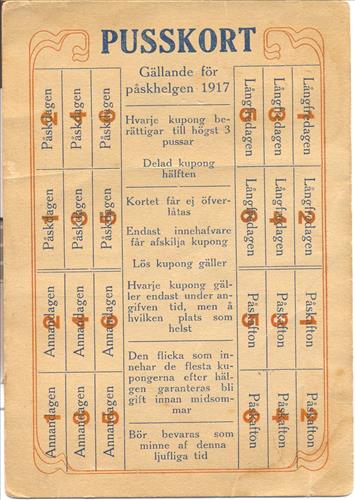 PUSSKORT
Gällande för
påskhelgen 1917
Hvarje kupong be-
rättigar till högst 3
pussar
Delad kupong
hälften
Kortet får ej öfver-
låtas
Endast innehafvare
får afskilja kupong
Lös kupong gäller
Hvarje kupong gäl-
ler endast under an-
gifven tid, men å
hvilken plats som
helst
Den flicka som in-
nehar de flesta ku-
pongerna efter häl-
gen garanteras bli
gift innan midsom-
mar
Bör bevaras som
minne af denna
ljufliga tid
Påskdagen
Påskdagen
Påskdagen
Påskdagen
Påskdagen
Påskdagen
Annandagen
Annandagen
Annandagen
Annandagen
Annandagen
Annandagen
Långfredagen
Långfredagen
Långfredagen
Långfredagen
Långfredagen
Långfredagen
Påskafton
Påskafton
Påskafton
Påskafton
Påskafton
Påskafton